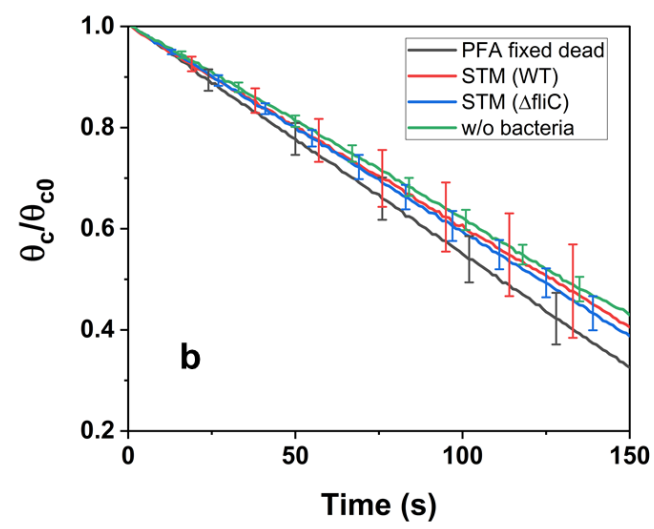 1.0
0.8
0.6
0.4
0.2
θc/θc0
PFA fixed dead
STM (WT)
STM (ΔfliC)
w/o bacteria
b
0 50 100 150
Time (s)